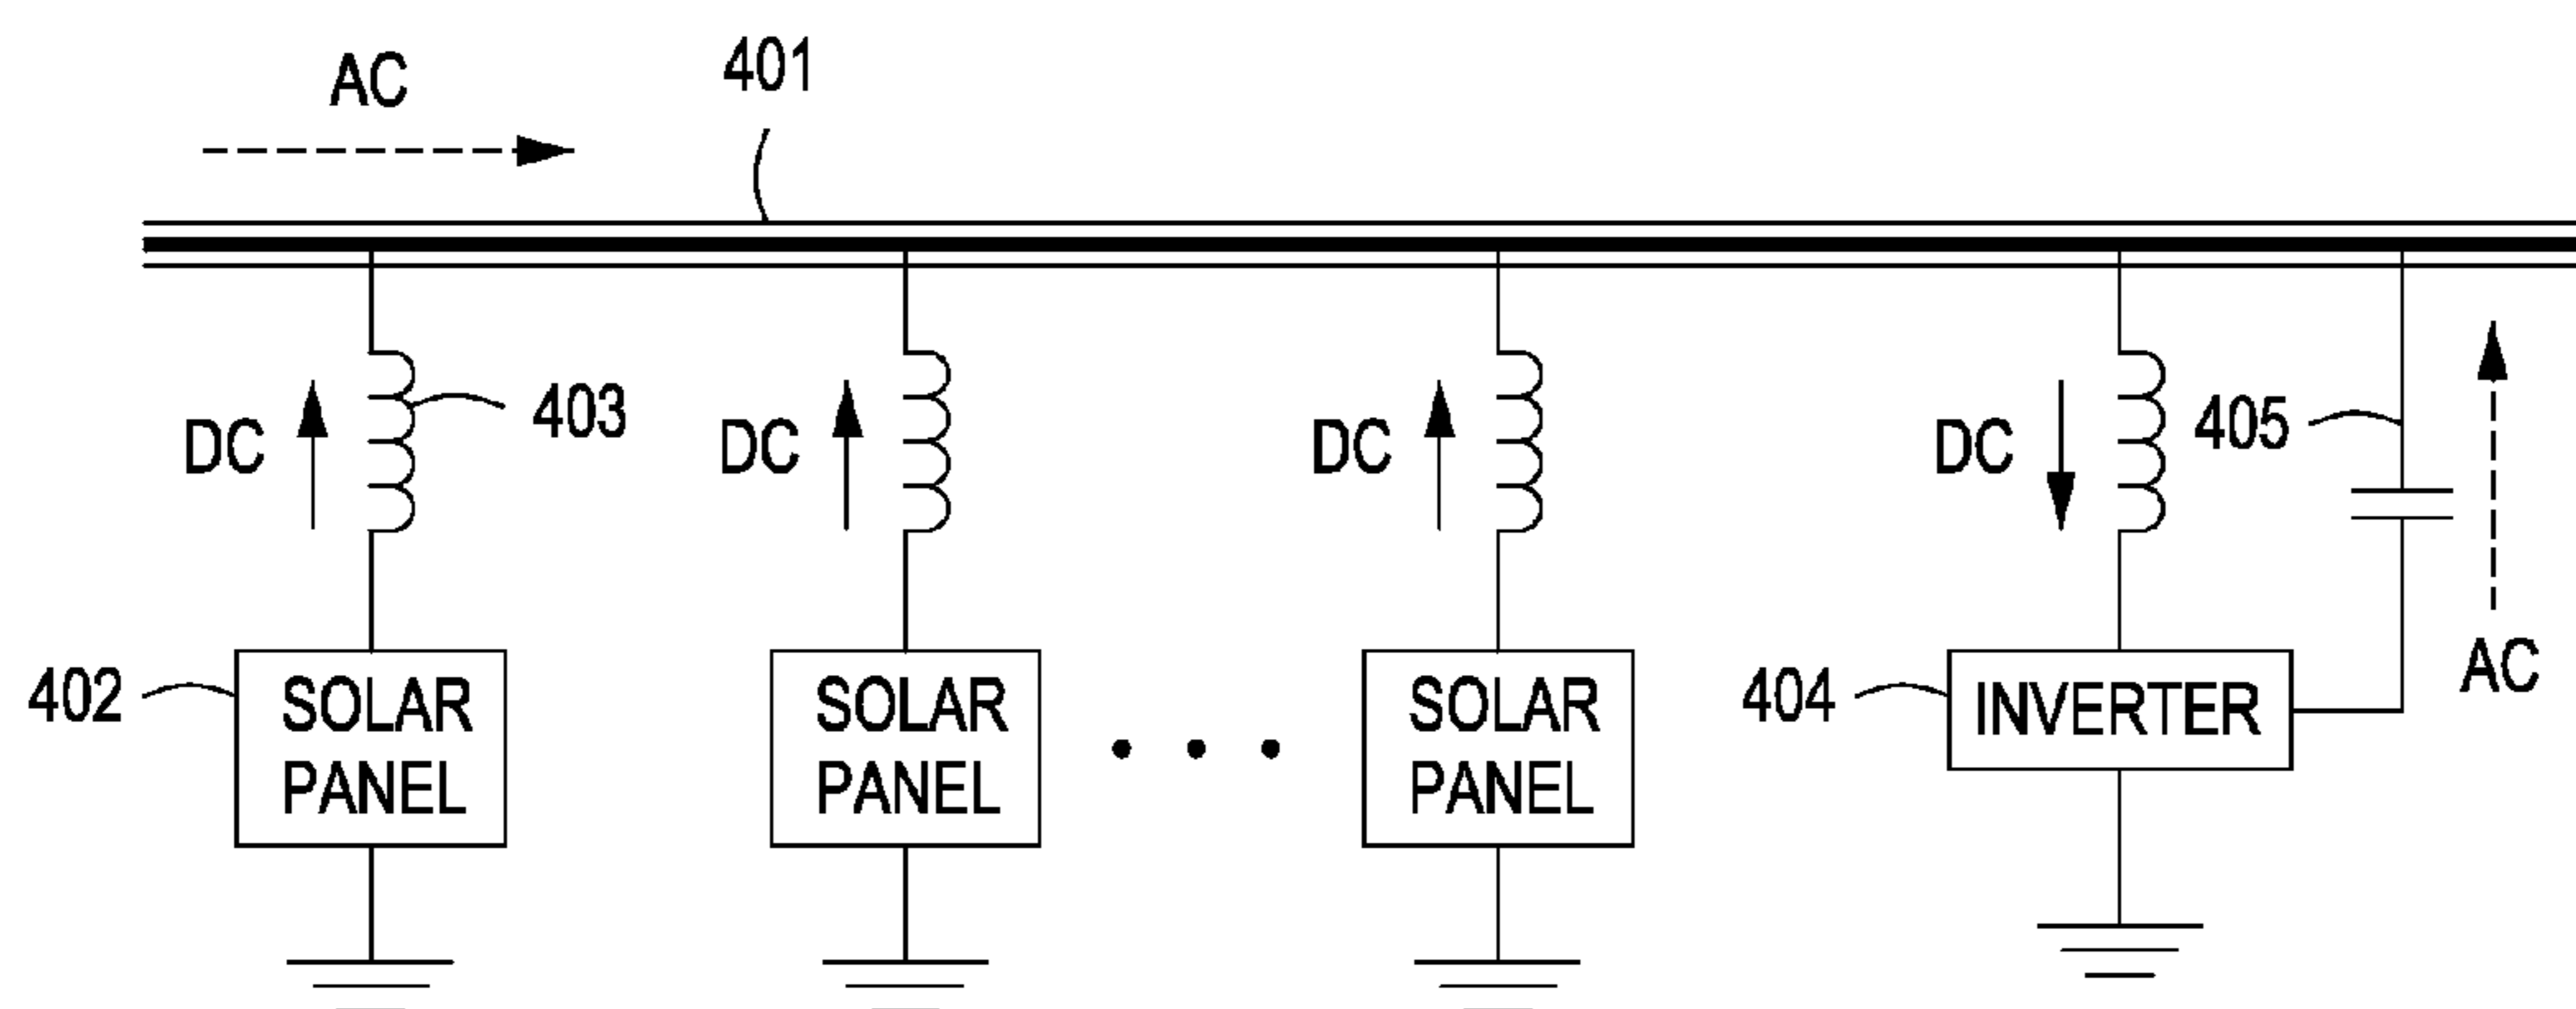 AC
401
DC
403
DC
DC
DC
405
AC
402
SOLAR
PANEL
SOLAR
PANEL
SOLAR
PANEL
404
INVERTER